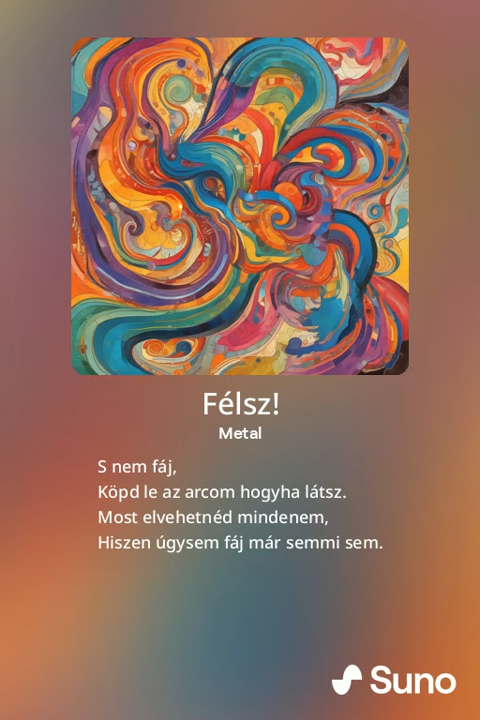 Félsz!
Metal
S nem fáj,
Köpd le az arcom hogyha látsz.
Most elvehetnéd mindenem,
Hiszen úgysem fáj már semmi sem.
Suno